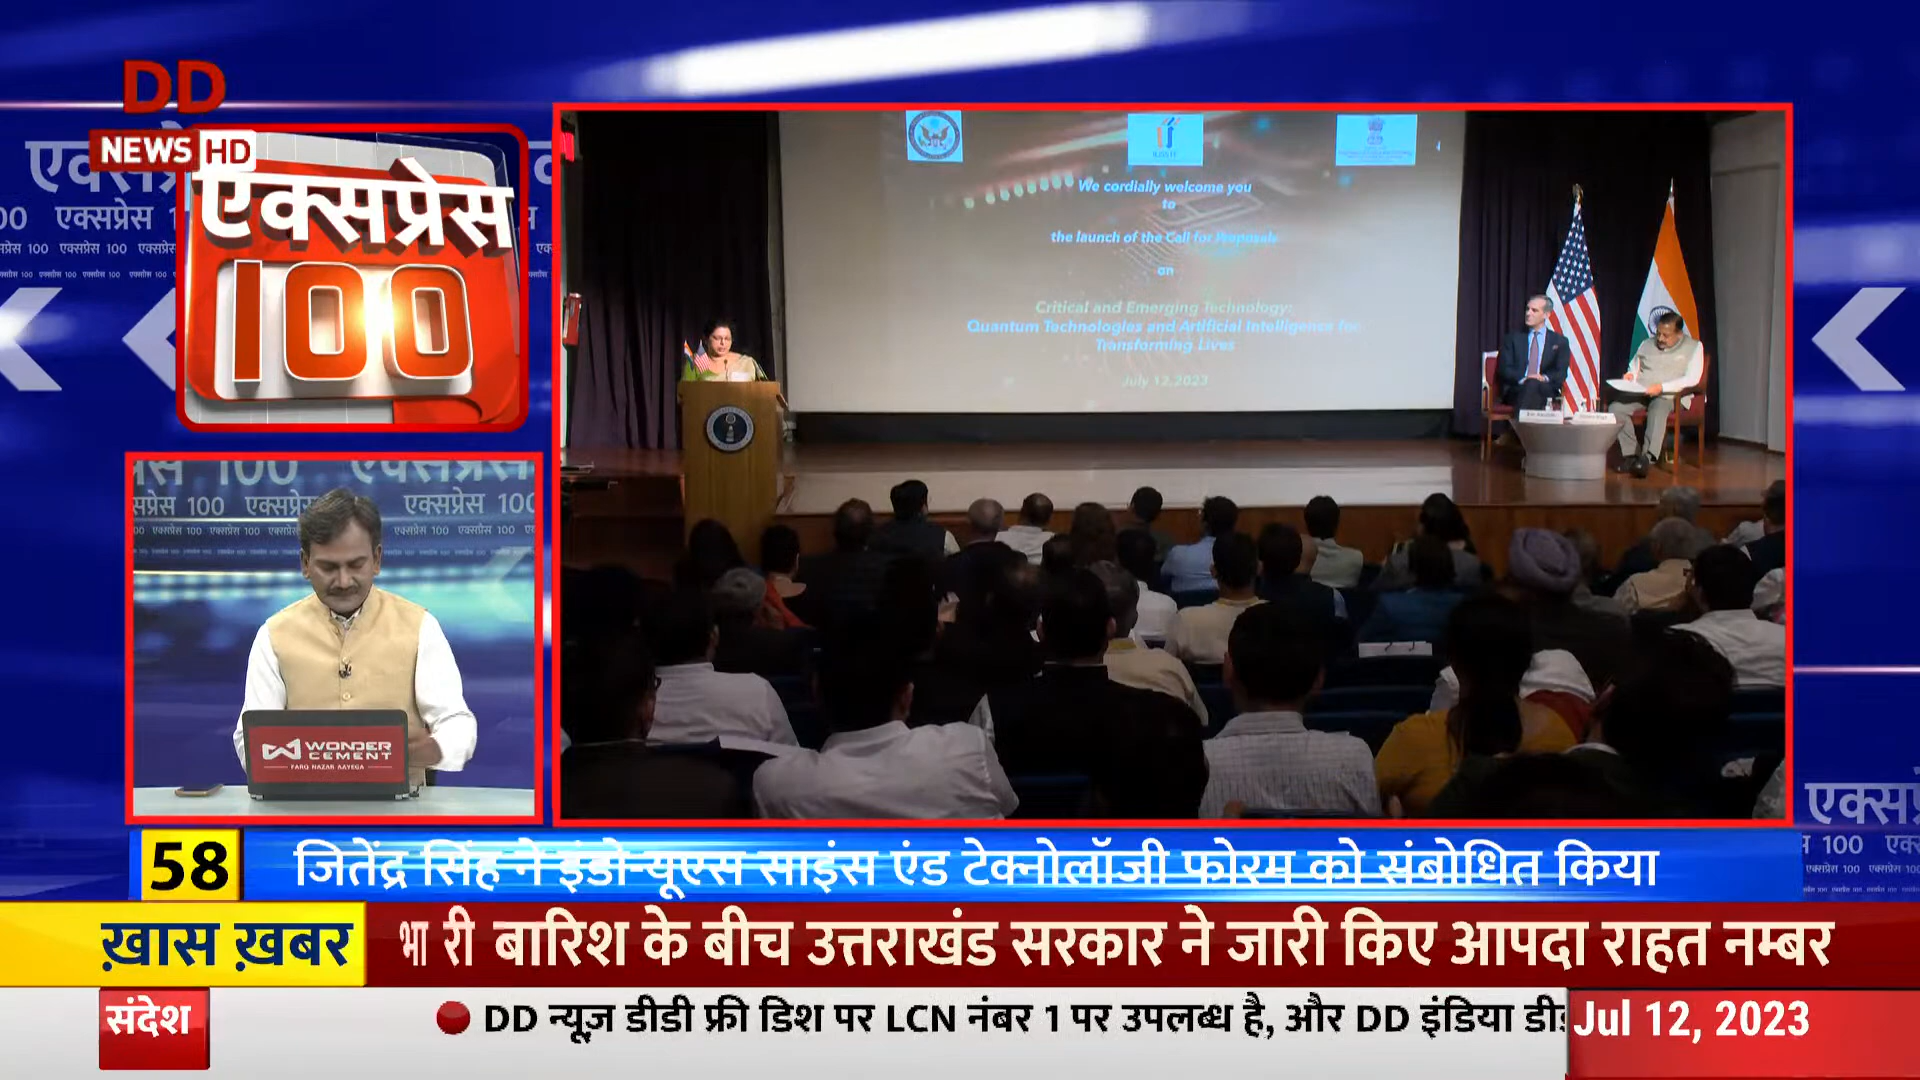 DD
NEWS HD
एक्सप्रेस
100
We cordially welcome you
to
the launch of the Call for Proposals
on
Critical and Emerging Technology:
Quantum Technologies and Artificial Intelligence for
Transforming Lives
July 12,2023
WONDER
CEMENT
FARQ NAZAR AAYEGA
58 जितेंद्र सिंह ने इंडो-यूएस साइंस एंड टेक्नोलॉजी फोरम को संबोधित किया
ख़ास ख़बर भा री बारिश के बीच उत्तराखंड सरकार ने जारी किए आपदा राहत नम्बर
संदेश DD न्यूज़ डीडी फ्री डिश पर LCN नंबर 1 पर उपलब्ध है, और DD इंडिया Jul 12, 2023